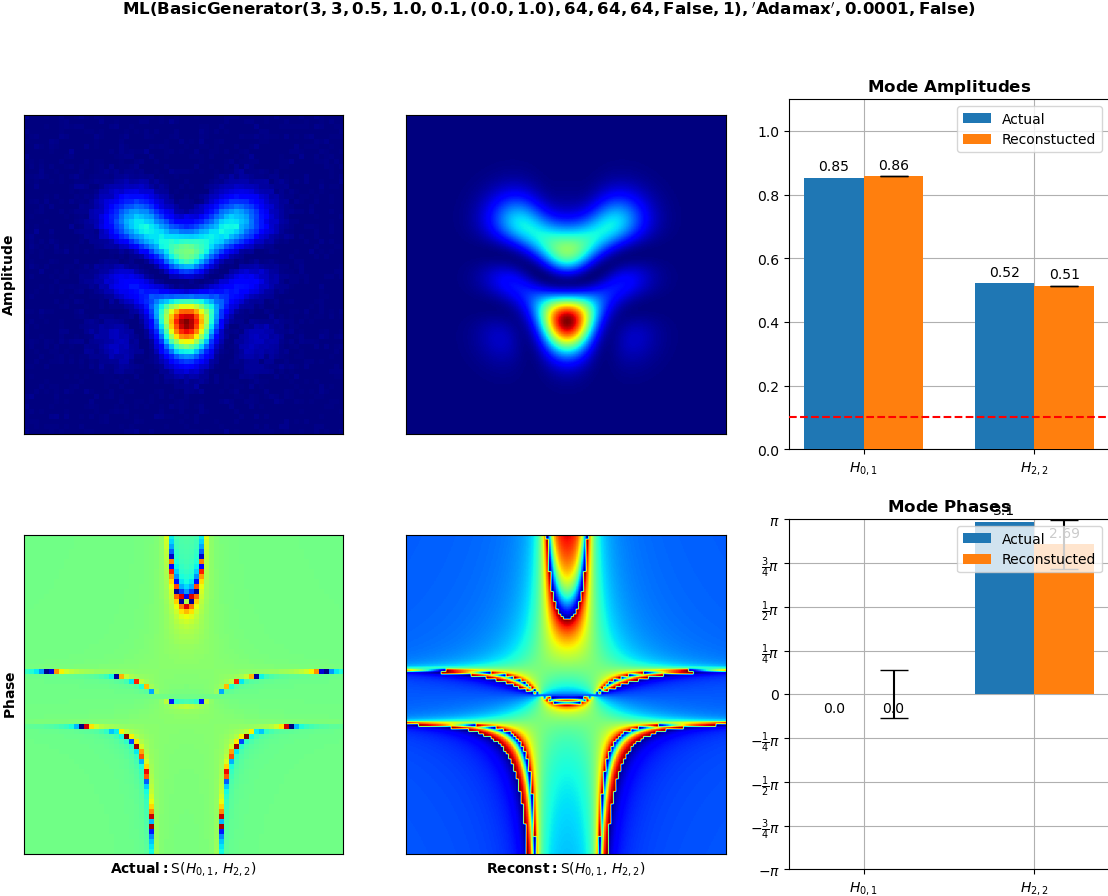 ML(BasicGenerator(3, 3, 0.5, 1.0, 0.1, (0.0, 1.0), 64, 64, 64, False, 1), ′Adamax′, 0.0001, False)
Mode Amplitudes
Amplitude
Actual
Reconstucted
1.0
0.8
0.6
0.4
0.2
0.0
0.85
0.86
0.52
0.51
H0, 1
H2, 2
Mode Phases
Phase
Actual
Reconstucted
3.1
2.69
0.0
0.0
π
3/4π
1/2π
1/4π
0
−1/4π
−1/2π
−3/4π
−π
H0, 1
H2, 2
Actual: S(H0, 1, H2, 2)
Reconst: S(H0, 1, H2, 2)